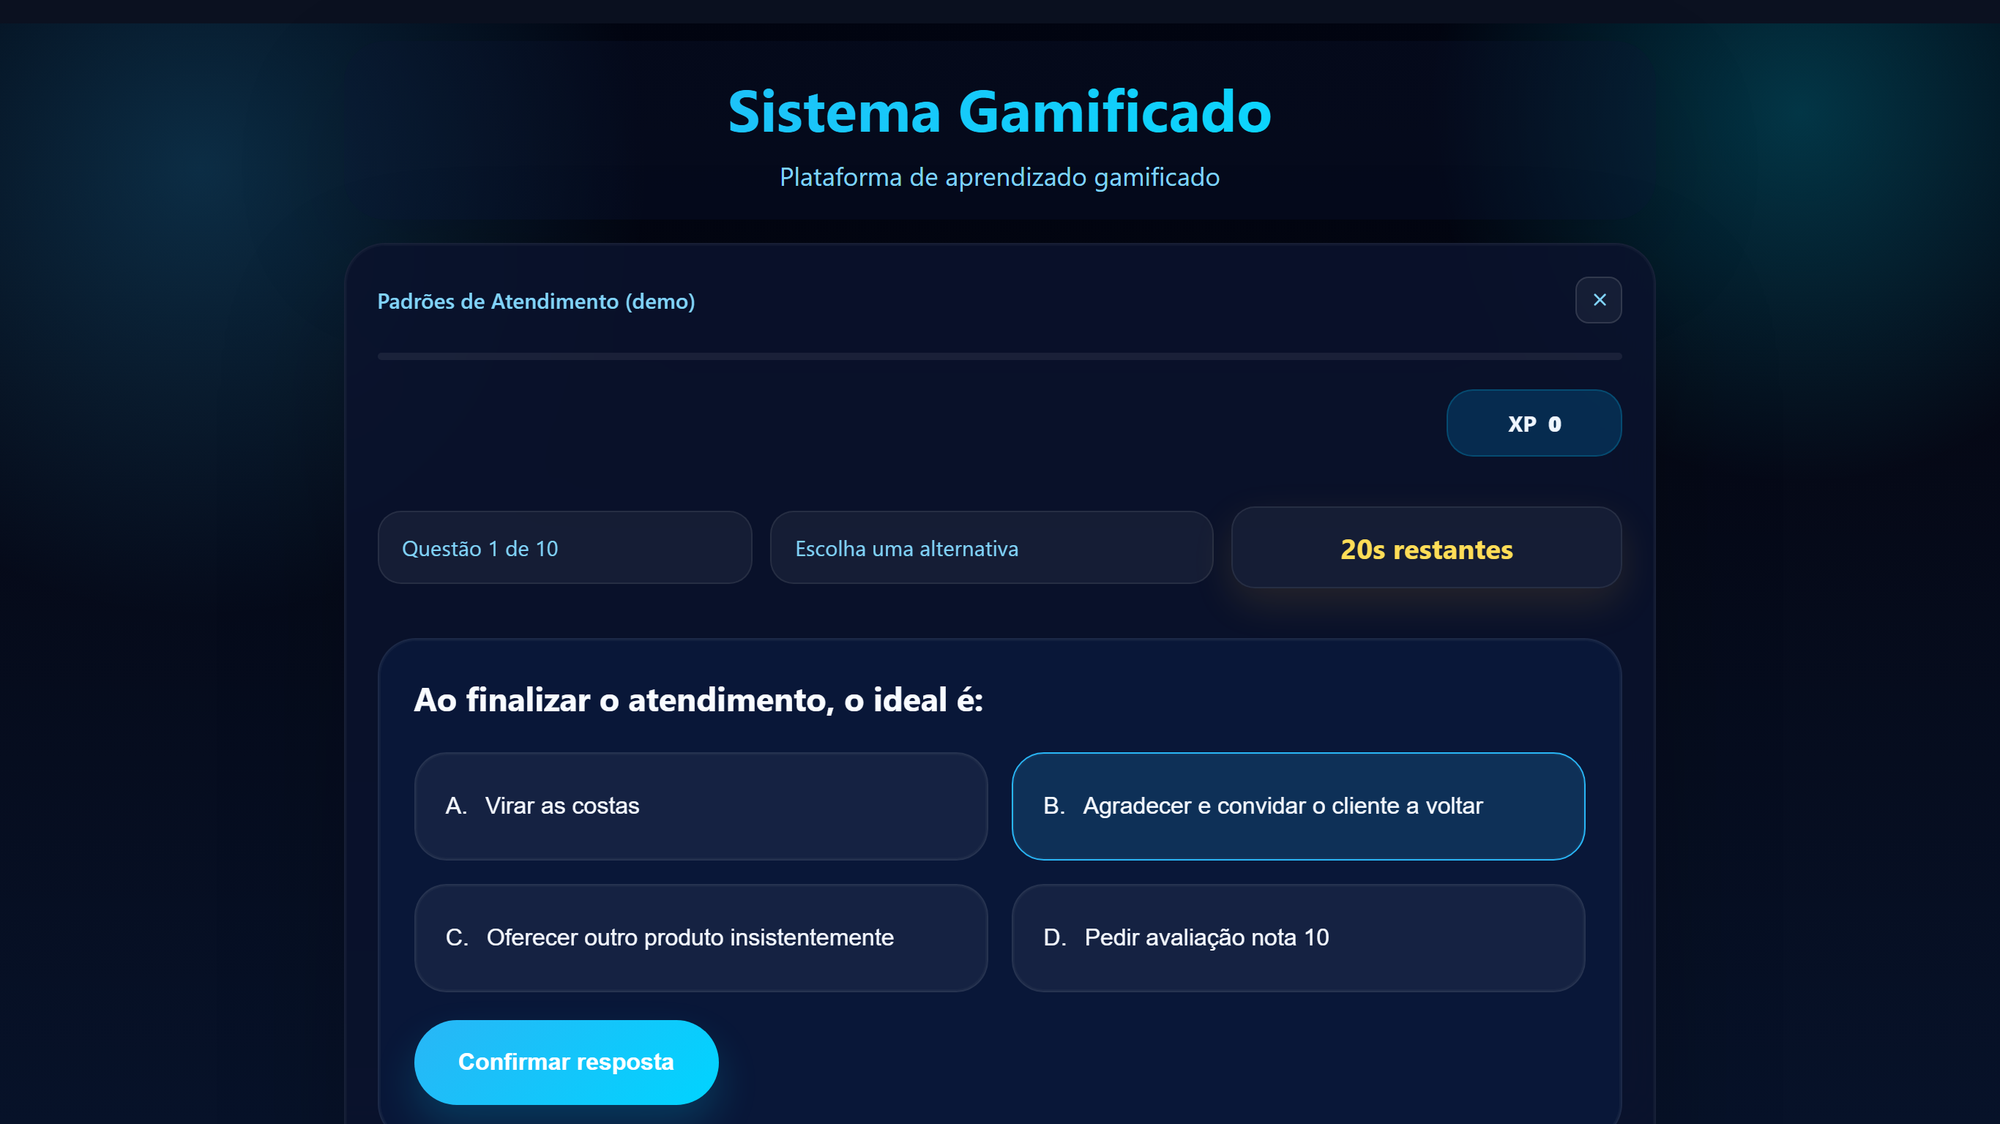 Sistema Gamificado
Plataforma de aprendizado gamificado
Padrões de Atendimento (demo)
×
XP 0
Questão 1 de 10
Escolha uma alternativa
20s restantes
Ao finalizar o atendimento, o ideal é:
A. Virar as costas
B. Agradecer e convidar o cliente a voltar
C. Oferecer outro produto insistentemente
D. Pedir avaliação nota 10
Confirmar resposta